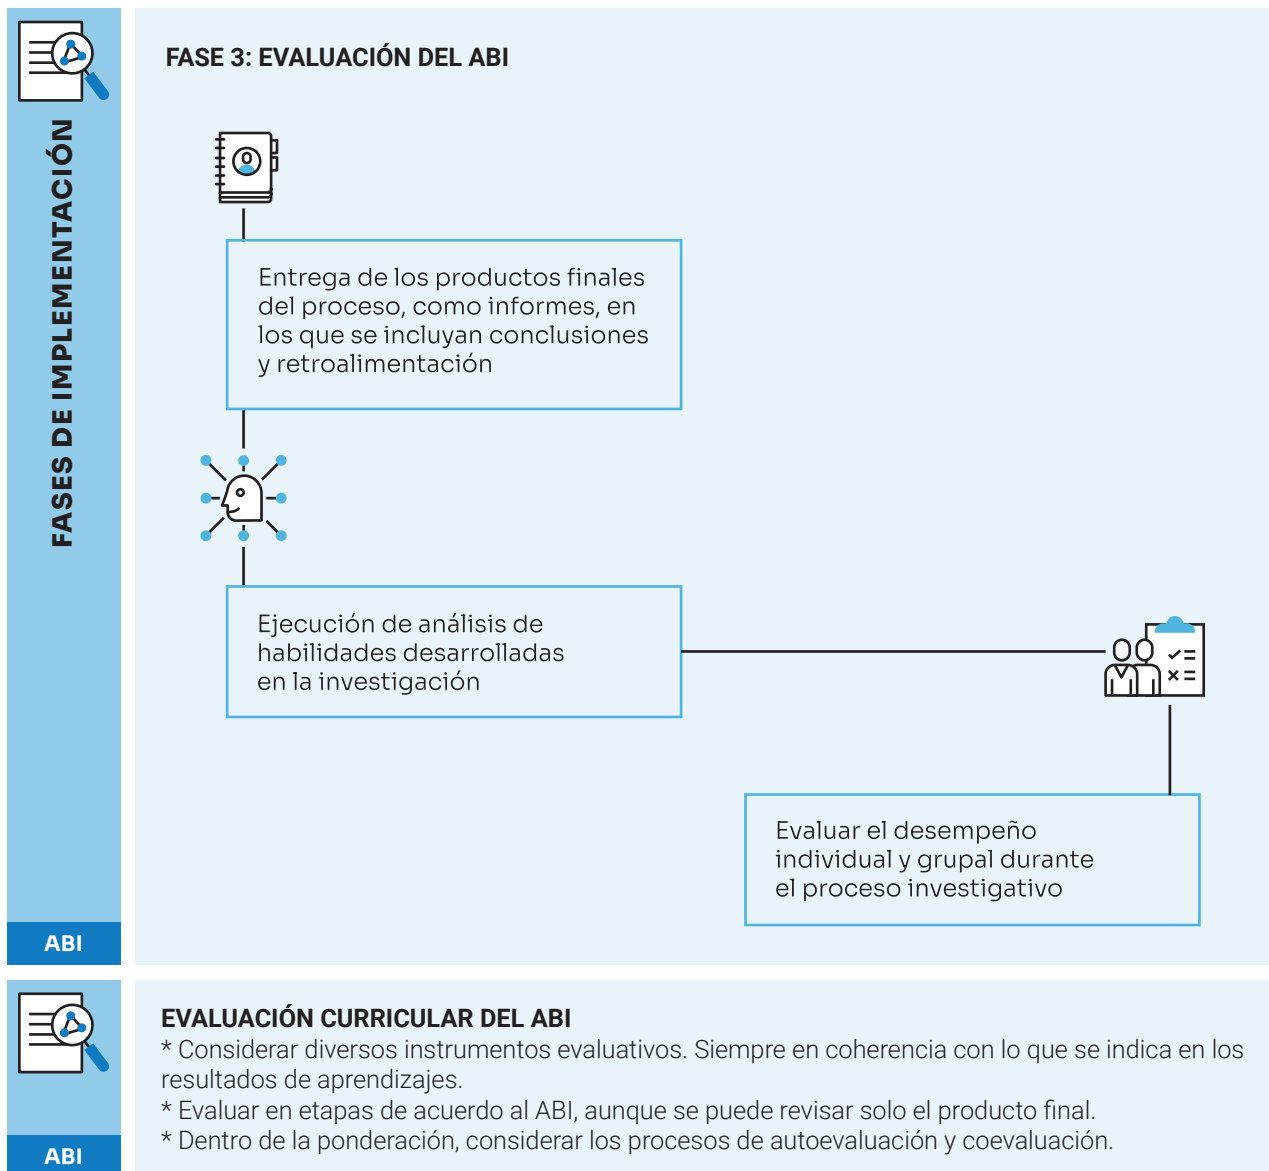 FASES DE IMPLEMENTACIÓN
ABI
FASE 3: EVALUACIÓN DEL ABI
Entrega de los productos finales
del proceso, como informes, en
los que se incluyan conclusiones
y retroalimentación
Ejecución de análisis de
habilidades desarrolladas
en la investigación
Evaluar el desempeño
individual y grupal durante
el proceso investigativo
ABI
EVALUACIÓN CURRICULAR DEL ABI
* Considerar diversos instrumentos evaluativos. Siempre en coherencia con lo que se indica en los
resultados de aprendizajes.
* Evaluar en etapas de acuerdo al ABI, aunque se puede revisar solo el producto final.
* Dentro de la ponderación, considerar los procesos de autoevaluación y coevaluación.